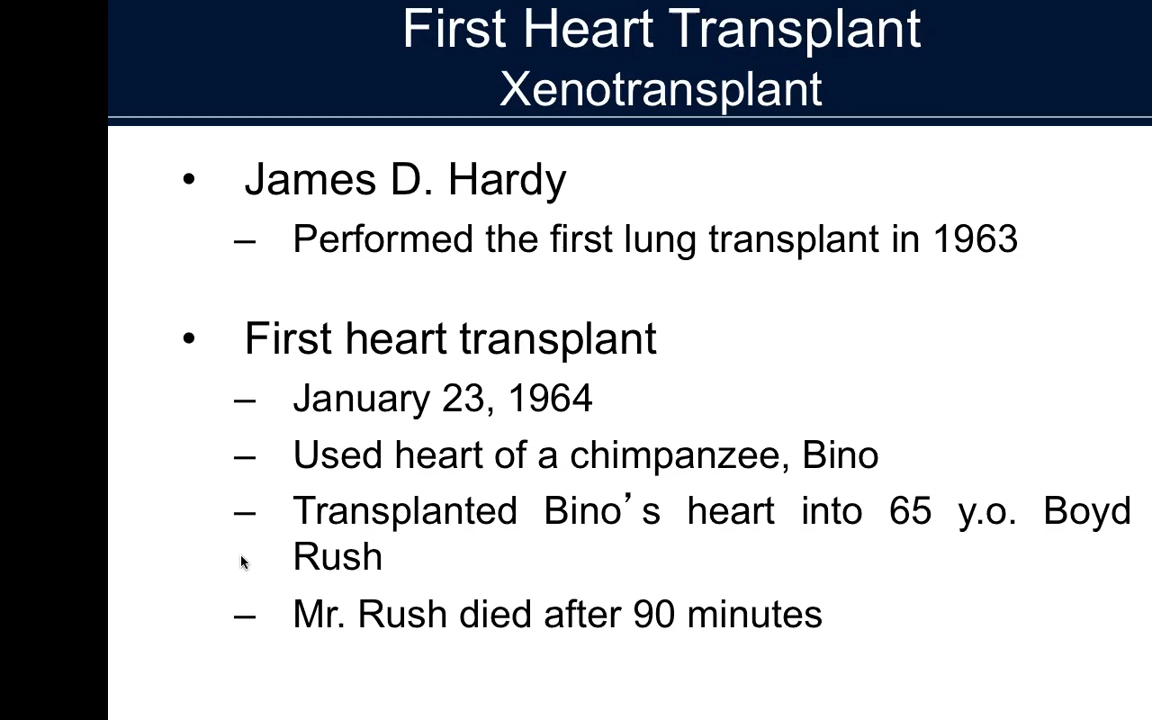 First Heart Transplant
Xenotransplant
• James D. Hardy
– Performed the first lung transplant in 1963
• First heart transplant
– January 23, 1964
– Used heart of a chimpanzee, Bino
– Transplanted Bino’s heart into 65 y.o. Boyd
Rush
– Mr. Rush died after 90 minutes